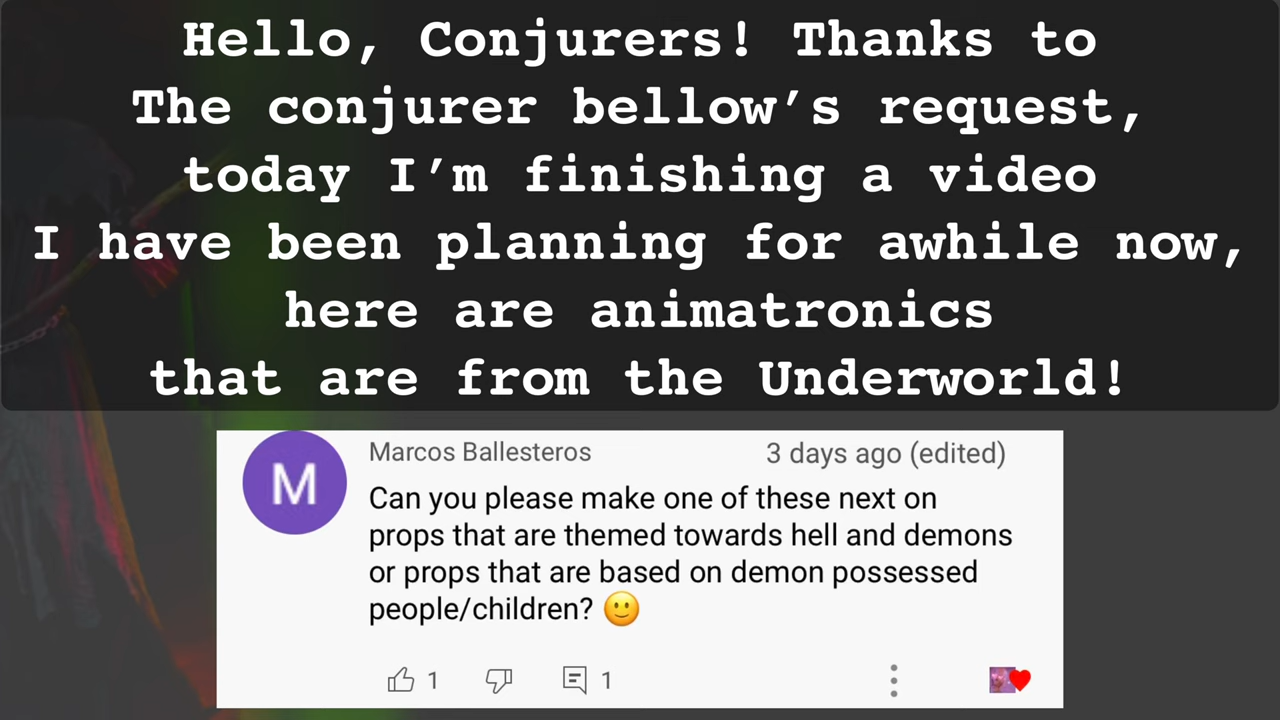 Hello, Conjurers! Thanks to
The conjurer bellow’s request,
today I’m finishing a video
I have been planning for awhile now,
here are animatronics
that are from the Underworld!
M
Marcos Ballesteros 3 days ago (edited)
Can you please make one of these next on
props that are themed towards hell and demons
or props that are based on demon possessed
people/children? 🙂
1 1